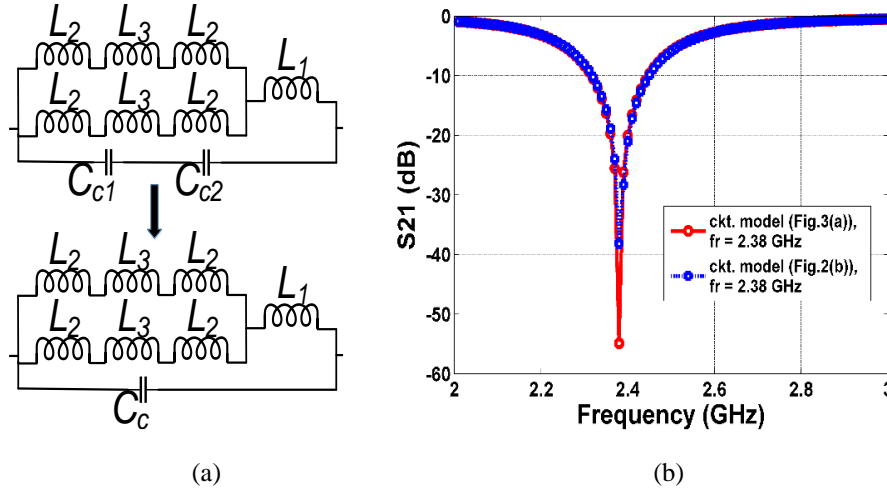 L2 L3 L2
L1
L2 L3 L2
Cc1 Cc2
L2 L3 L2
L1
L2 L3 L2
Cc
(a)
0
-10
-20
-30
-40
-50
-60
S21 (dB)
ckt. model (Fig.3(a)),
fr = 2.38 GHz
ckt. model (Fig.2(b)),
fr = 2.38 GHz
2 2.2 2.4 2.6 2.8 3
Frequency (GHz)
(b)